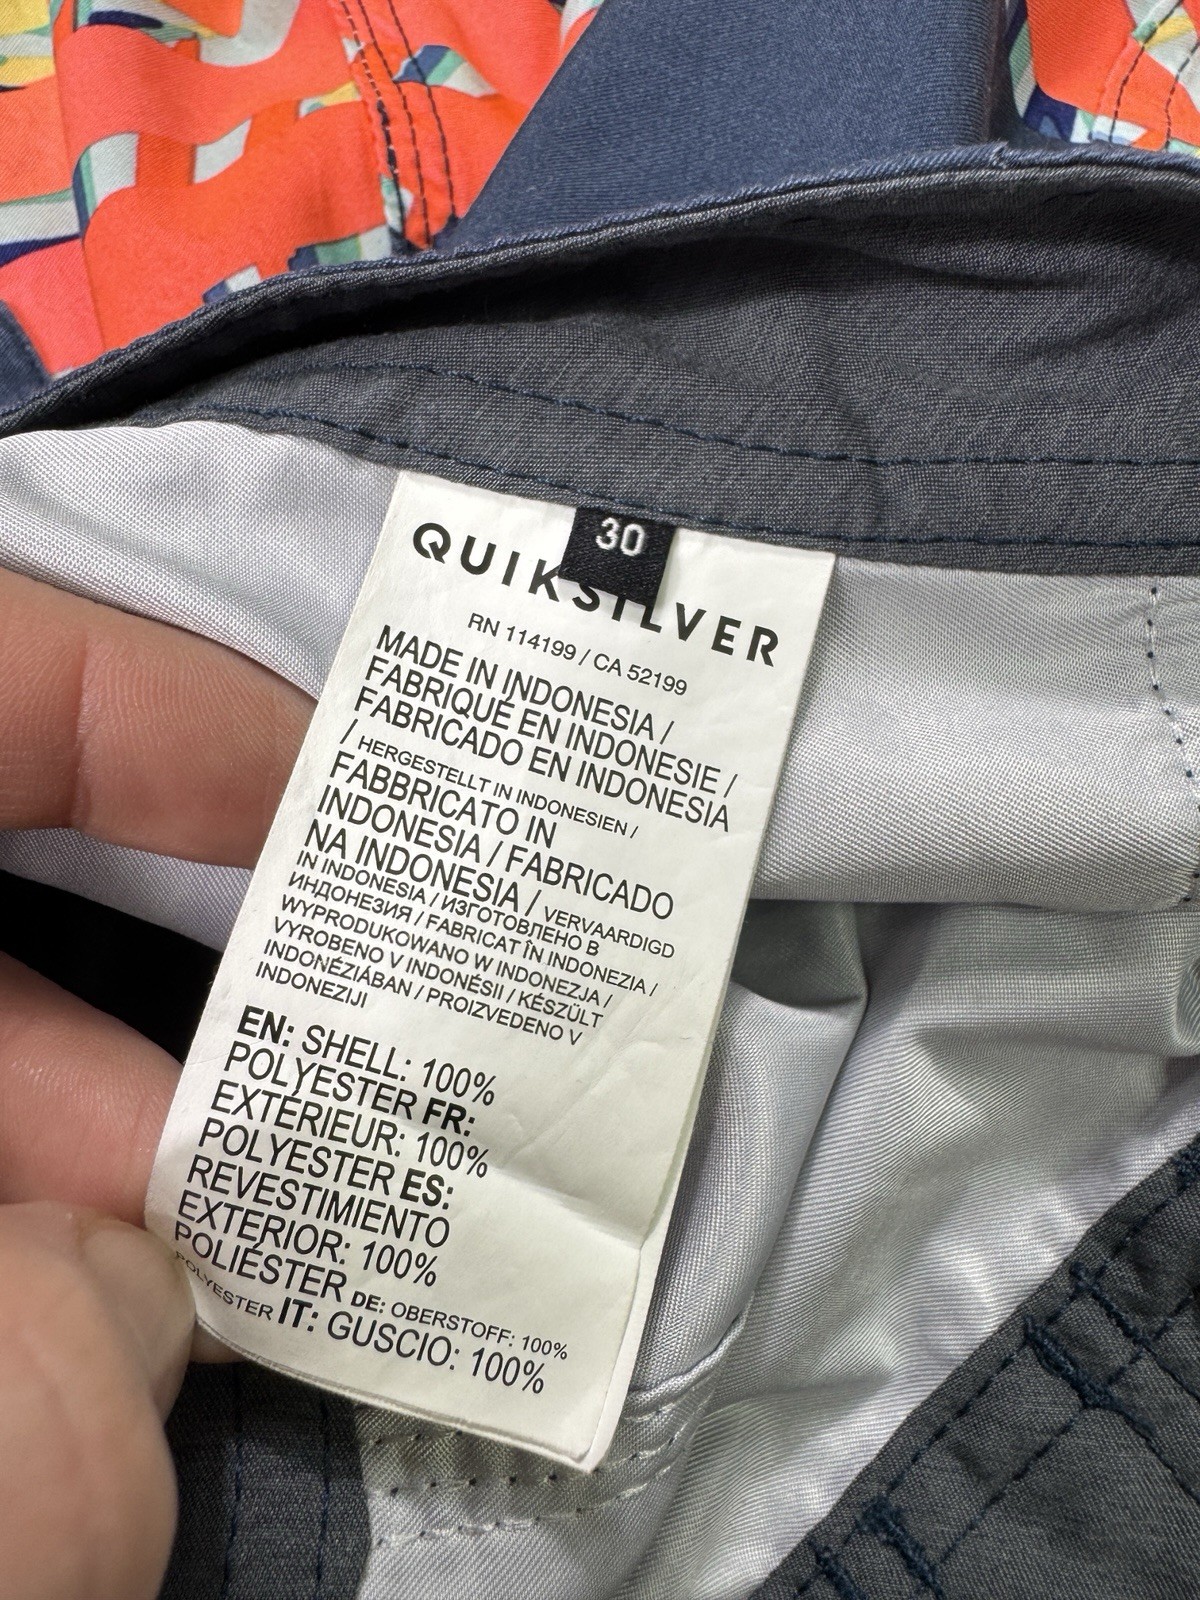 30
QUIKSILVER
RN 114199 / CA 52199
MADE IN INDONESIA /
FABRIQUÉ EN INDONESIE /
FABRICADO EN INDONESIA
/ HERGESTELLT IN INDONESIEN /
FABBRICATO IN
INDONESIA / FABRICADO
NA INDONESIA / VERVAARDIGD
IN INDONESIA / ИЗГОТОВЛЕНО В
ИНДОНЕЗИЯ / FABRICAT ÎN INDONEZIA /
WYPRODUKOWANO W INDONEZJA /
VYROBENO V INDONÉSII / KÉSZÜLT
INDONÉZIÁBAN / PROIZVEDENO V
INDONEZIJI
EN: SHELL: 100%
POLYESTER FR:
EXTÉRIEUR: 100%
POLYESTER ES:
REVESTIMIENTO
EXTERIOR: 100%
POLIÉSTER DE: OBERSTOFF: 100%
POLYESTER IT: GUSCIO: 100%